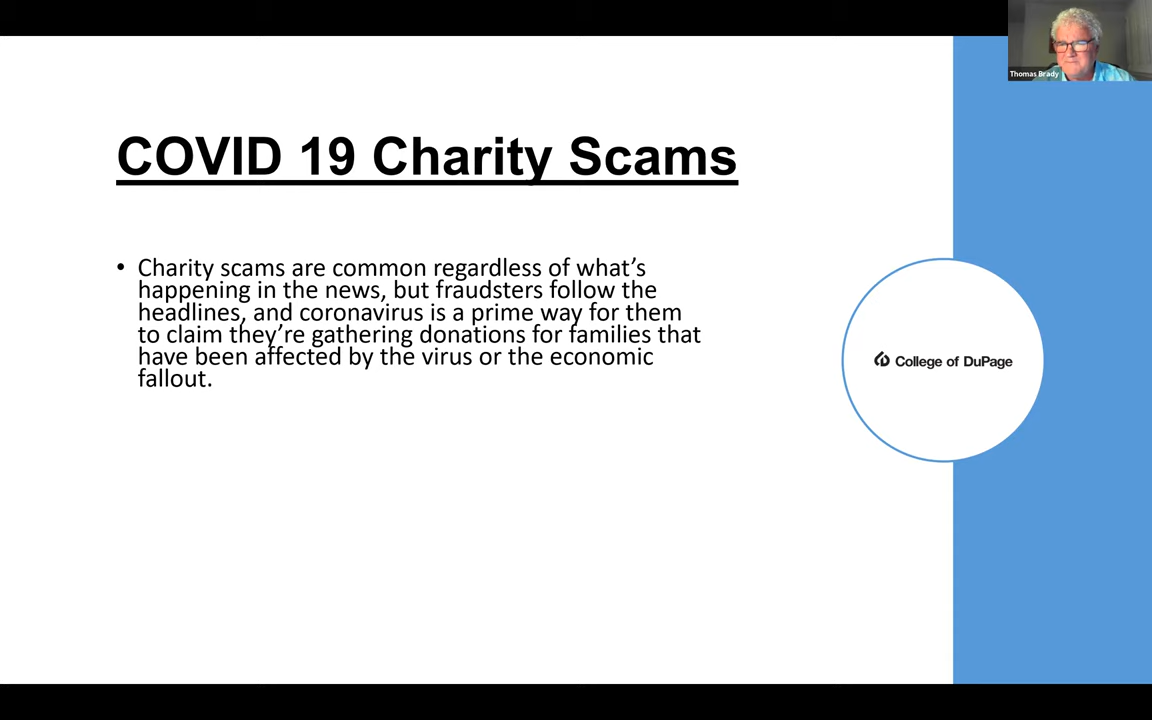 Thomas Brady
COVID 19 Charity Scams
• Charity scams are common regardless of what's
happening in the news, but fraudsters follow the
headlines, and coronavirus is a prime way for them
to claim they're gathering donations for families that
have been affected by the virus or the economic
fallout.
College of DuPage